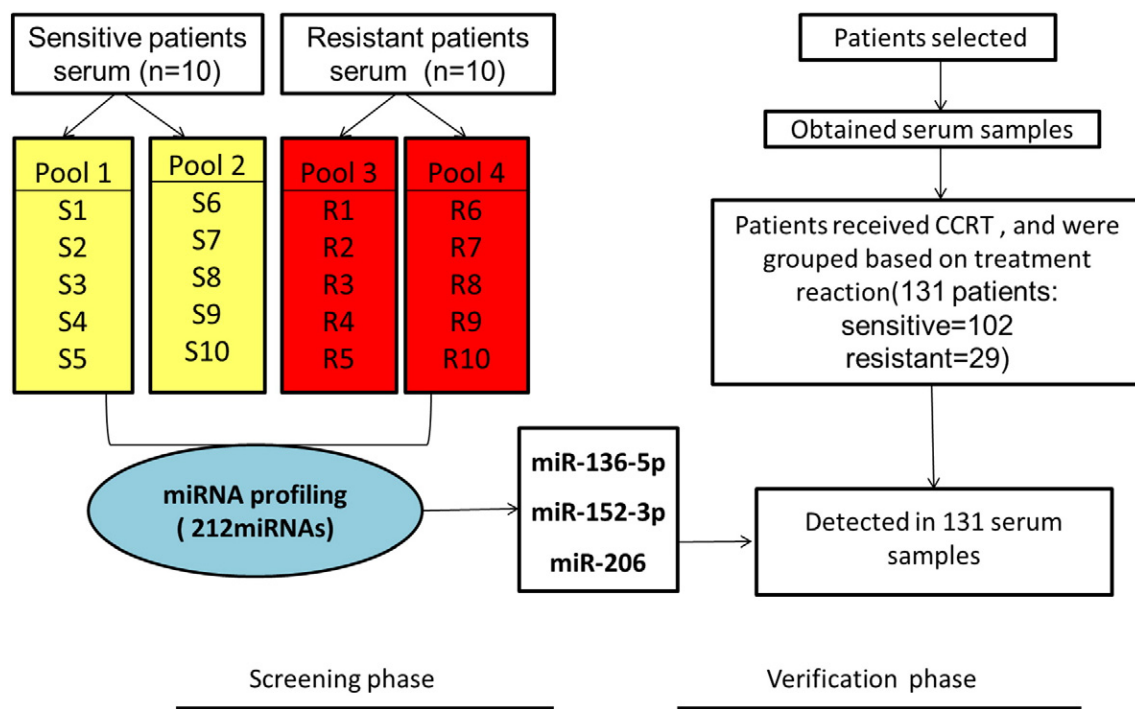 Sensitive patients
serum (n=10)
Resistant patients
serum (n=10)
Pool 1
S1
S2
S3
S4
S5
Pool 2
S6
S7
S8
S9
S10
Pool 3
R1
R2
R3
R4
R5
Pool 4
R6
R7
R8
R9
R10
miRNA profiling
( 212miRNAs)
miR-136-5p
miR-152-3p
miR-206
Patients selected
Obtained serum samples
Patients received CCRT , and were
grouped based on treatment
reaction(131 patients:
sensitive=102
resistant=29)
Detected in 131 serum
samples
Screening phase
Verification phase